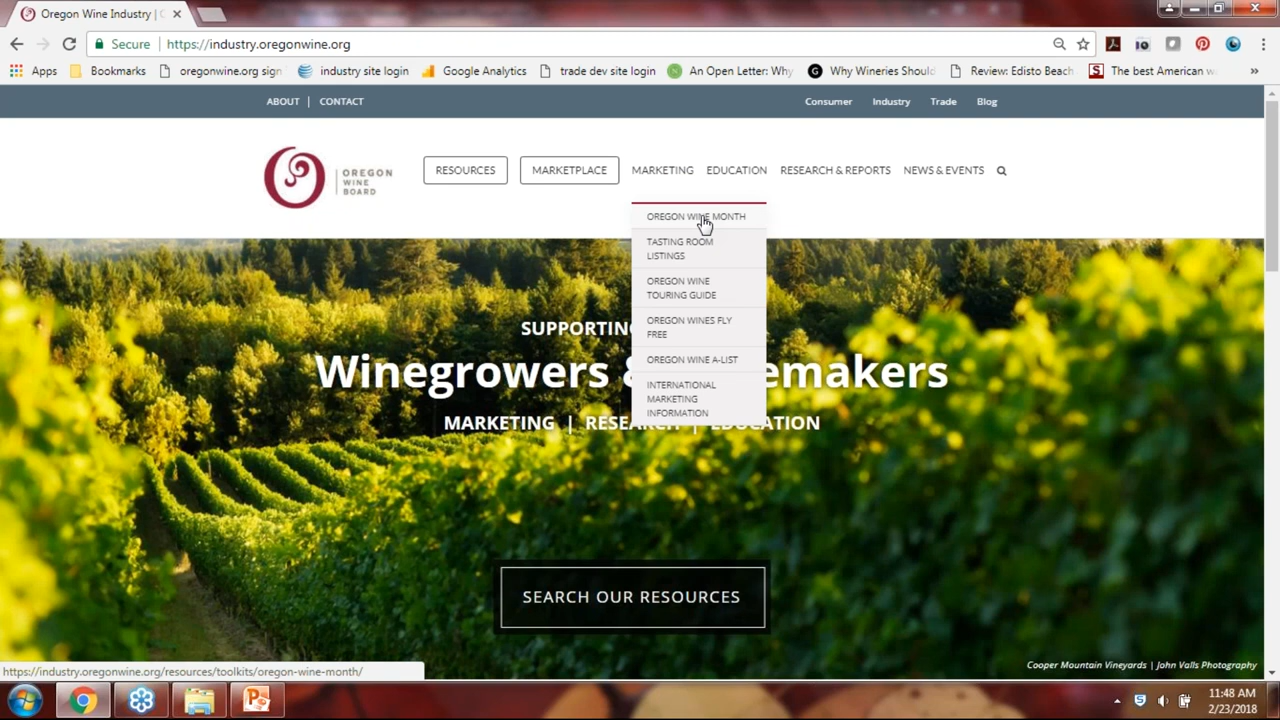 Oregon Wine Industry | O
Secure | https://industry.oregonwine.org
Apps Bookmarks oregonwine.org sign industry site login Google Analytics trade dev site login An Open Letter: Why Why Wineries Should Review: Edisto Beach The best American w »
ABOUT | CONTACT
Consumer Industry Trade Blog
OREGON
WINE
BOARD
RESOURCES MARKETPLACE MARKETING EDUCATION RESEARCH & REPORTS NEWS & EVENTS
OREGON WINE MONTH
TASTING ROOM
LISTINGS
OREGON WINE
TOURING GUIDE
OREGON WINES FLY
FREE
OREGON WINE A-LIST
INTERNATIONAL
MARKETING
INFORMATION
SUPPORTING
Winegrowers & emakers
MARKETING | RESEARCH | EDUCATION
SEARCH OUR RESOURCES
Cooper Mountain Vineyards | John Valls Photography
https://industry.oregonwine.org/resources/toolkits/oregon-wine-month/
11:48 AM
2/23/2018